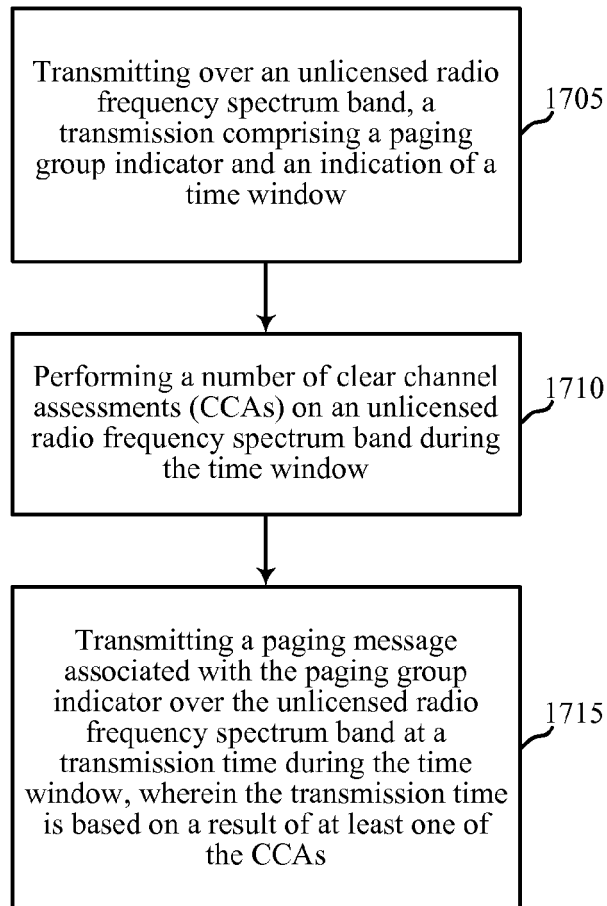 Transmitting over an unlicensed radio
frequency spectrum band, a
transmission comprising a paging
group indicator and an indication of a
time window
1705
Performing a number of clear channel
assessments (CCAs) on an unlicensed
radio frequency spectrum band during
the time window
1710
Transmitting a paging message
associated with the paging group
indicator over the unlicensed radio
frequency spectrum band at a
transmission time during the time
window, wherein the transmission time
is based on a result of at least one of
the CCAs
1715